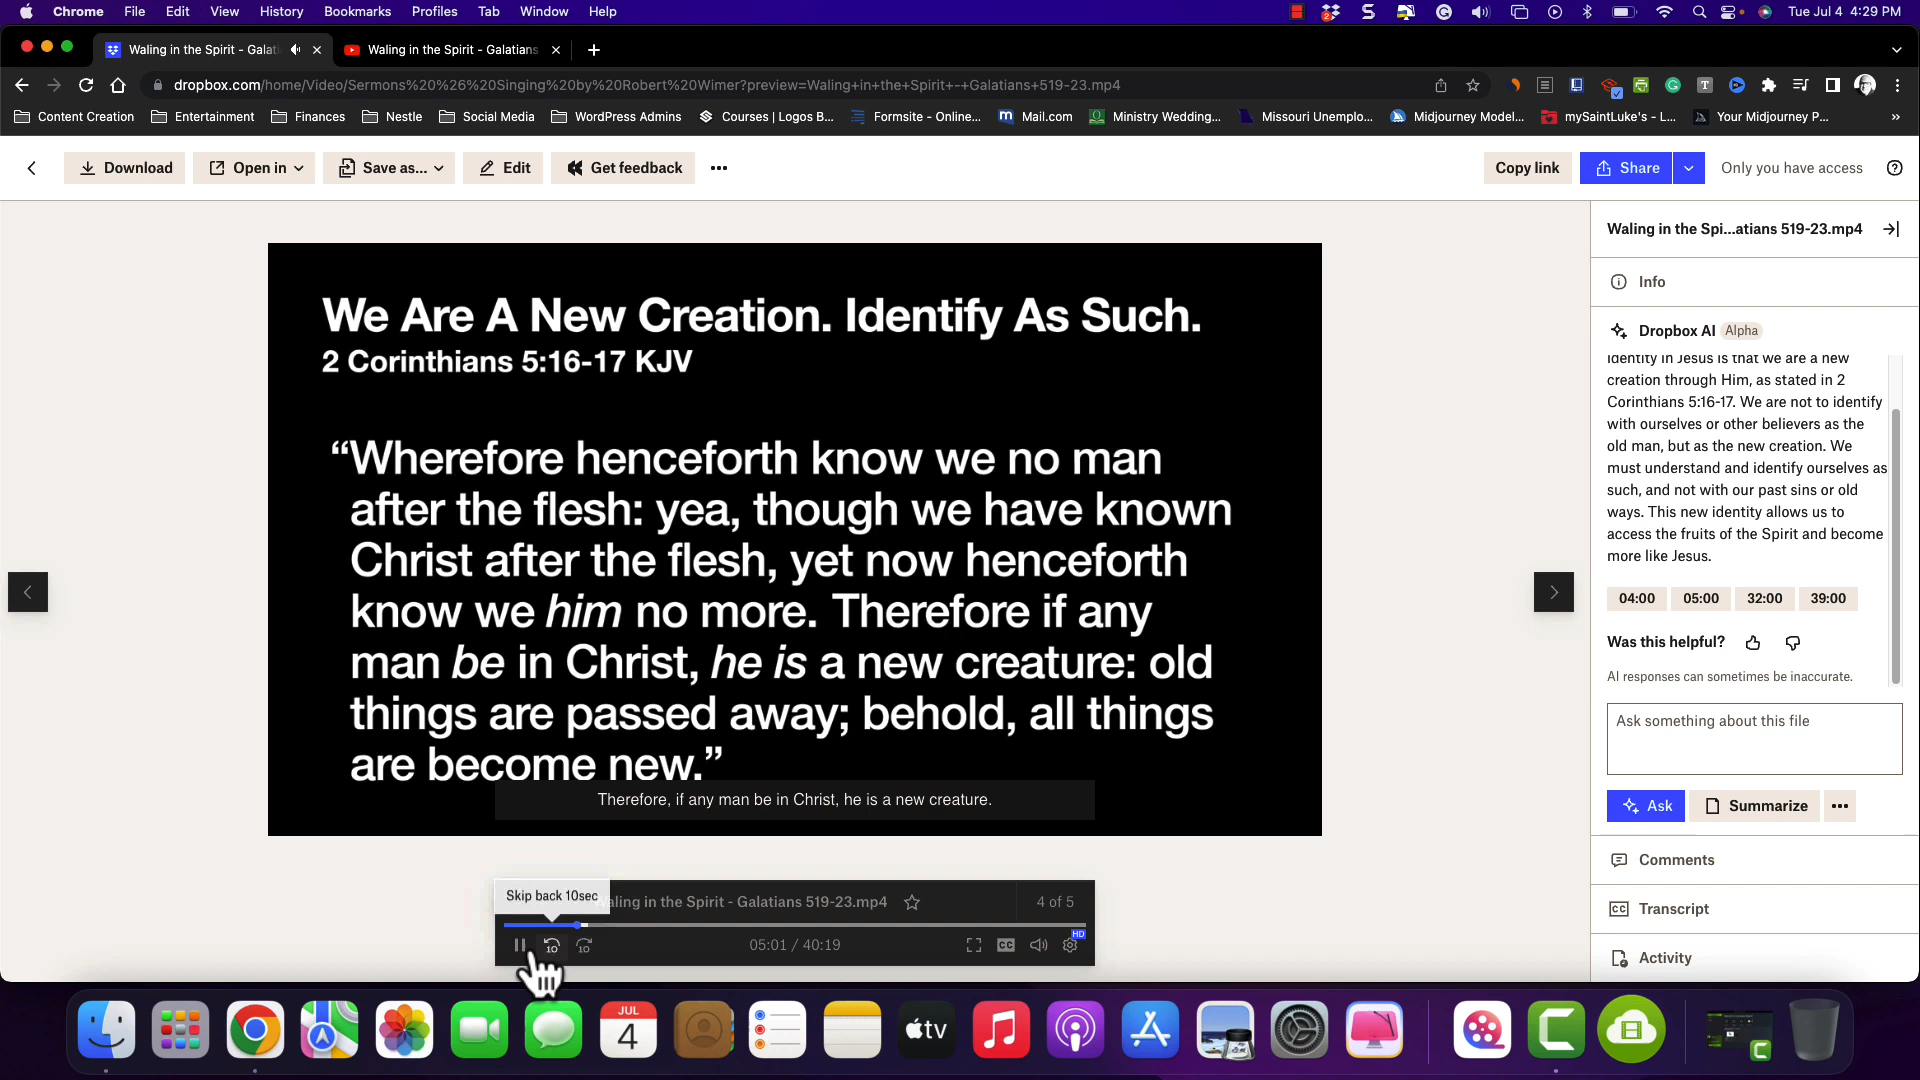 Chrome File Edit View History Bookmarks Profiles Tab Window Help
Tue Jul 4 4:29 PM
Waling in the Spirit - Galati
Waling in the Spirit - Galatians
dropbox.com/home/Video/Sermons%20%26%20Singing%20by%20Robert%20Wimer?preview=Waling+in+the+Spirit+-+Galatians+519-23.mp4
Content Creation Entertainment Finances Nestle Social Media WordPress Admins Courses | Logos B... Formsite - Online... Mail.com Ministry Wedding... Missouri Unemplo... Midjourney Model... mySaintLuke's - L... Your Midjourney P... »
Download Open in Save as... Edit Get feedback
Copy link Share Only you have access
Waling in the Spi...atians 519-23.mp4
Info
Dropbox AI Alpha
identity in Jesus is that we are a new
creation through Him, as stated in 2
Corinthians 5:16-17. We are not to identify
with ourselves or other believers as the
old man, but as the new creation. We
must understand and identify ourselves as
such, and not with our past sins or old
ways. This new identity allows us to
access the fruits of the Spirit and become
more like Jesus.
04:00 05:00 32:00 39:00
Was this helpful?
AI responses can sometimes be inaccurate.
Ask something about this file
Ask Summarize
Comments
Transcript
Activity
We Are A New Creation. Identify As Such.
2 Corinthians 5:16-17 KJV
“Wherefore henceforth know we no man
after the flesh: yea, though we have known
Christ after the flesh, yet now henceforth
know we him no more. Therefore if any
man be in Christ, he is a new creature: old
things are passed away; behold, all things
are become new.”
Therefore, if any man be in Christ, he is a new creature.
Skip back 10sec
aling in the Spirit - Galatians 519-23.mp4 4 of 5
10 10 05:01 / 40:19 CC HD
JUL
4
tv